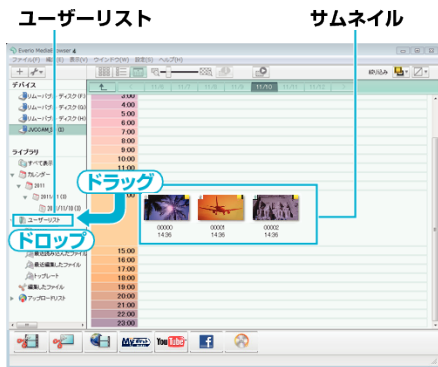 ユーザーリスト サムネイル
Everio MediaBrowser 4
ファイル(F) 編集(E) 表示(V) ウインドウ(W) 設定(S) ヘルプ(H)
絞り込み
デバイス
11/10
リムーバブル ディスク(F)
3:00
リムーバブル ディスク(G)
4:00
リムーバブル ディスク(H)
5:00
6:00
7:00
8:00
ライブラリ
9:00
すべて表示
10:00
カレンダー
2011
ドラッグ
ユーザーリスト
00000 00001 00002
14:36 14:36 14:36
ドロップ
15:00
最近読み込んだファイル
16:00
最近編集したファイル
17:00
トップレート
18:00
編集したファイル
19:00
アップロードリスト
20:00
21:00
22:00
23:00
You Tube
f